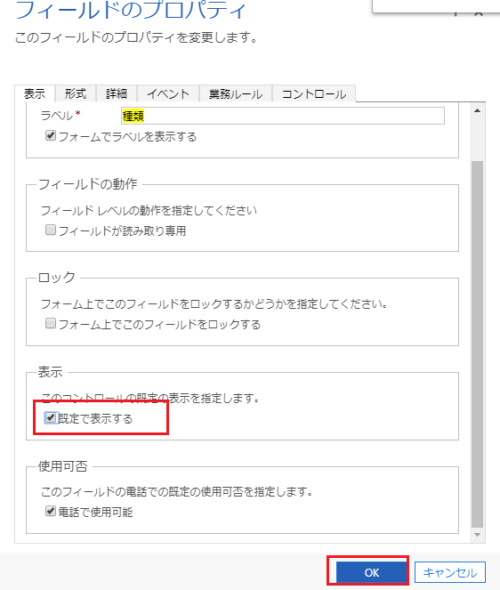 フィールドのプロパティ
このフィールドのプロパティを変更します。
表示 形式 詳細 イベント 業務ルール コントロール
ラベル* 種類
フォームでラベルを表示する
フィールドの動作
フィールド レベルの動作を指定してください
フィールドが読み取り専用
ロック
フォーム上でこのフィールドをロックするかどうかを指定してください。
フォーム上でこのフィールドをロックする
表示
このコントロールの既定の表示を指定します。
既定で表示する
使用可否
このフィールドの電話での既定の使用可否を指定します。
電話で使用可能
OK キャンセル